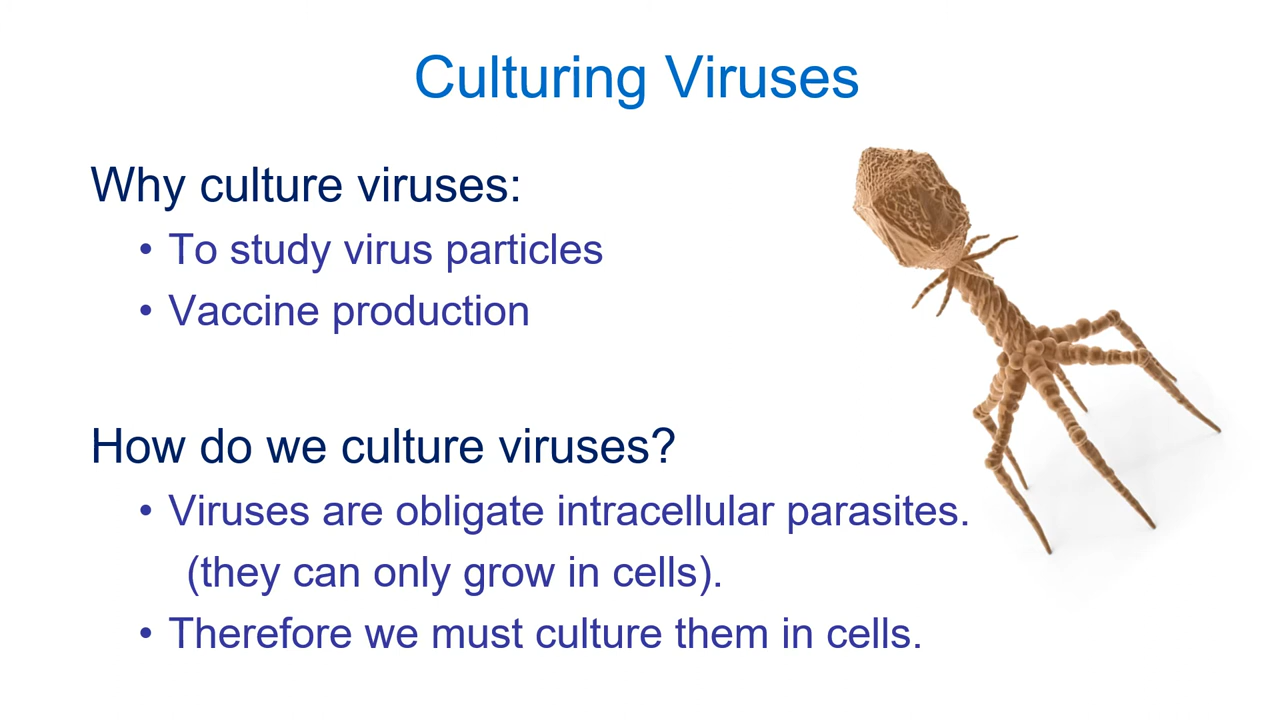 Culturing Viruses
Why culture viruses:
• To study virus particles
• Vaccine production
How do we culture viruses?
• Viruses are obligate intracellular parasites.
(they can only grow in cells).
• Therefore we must culture them in cells.